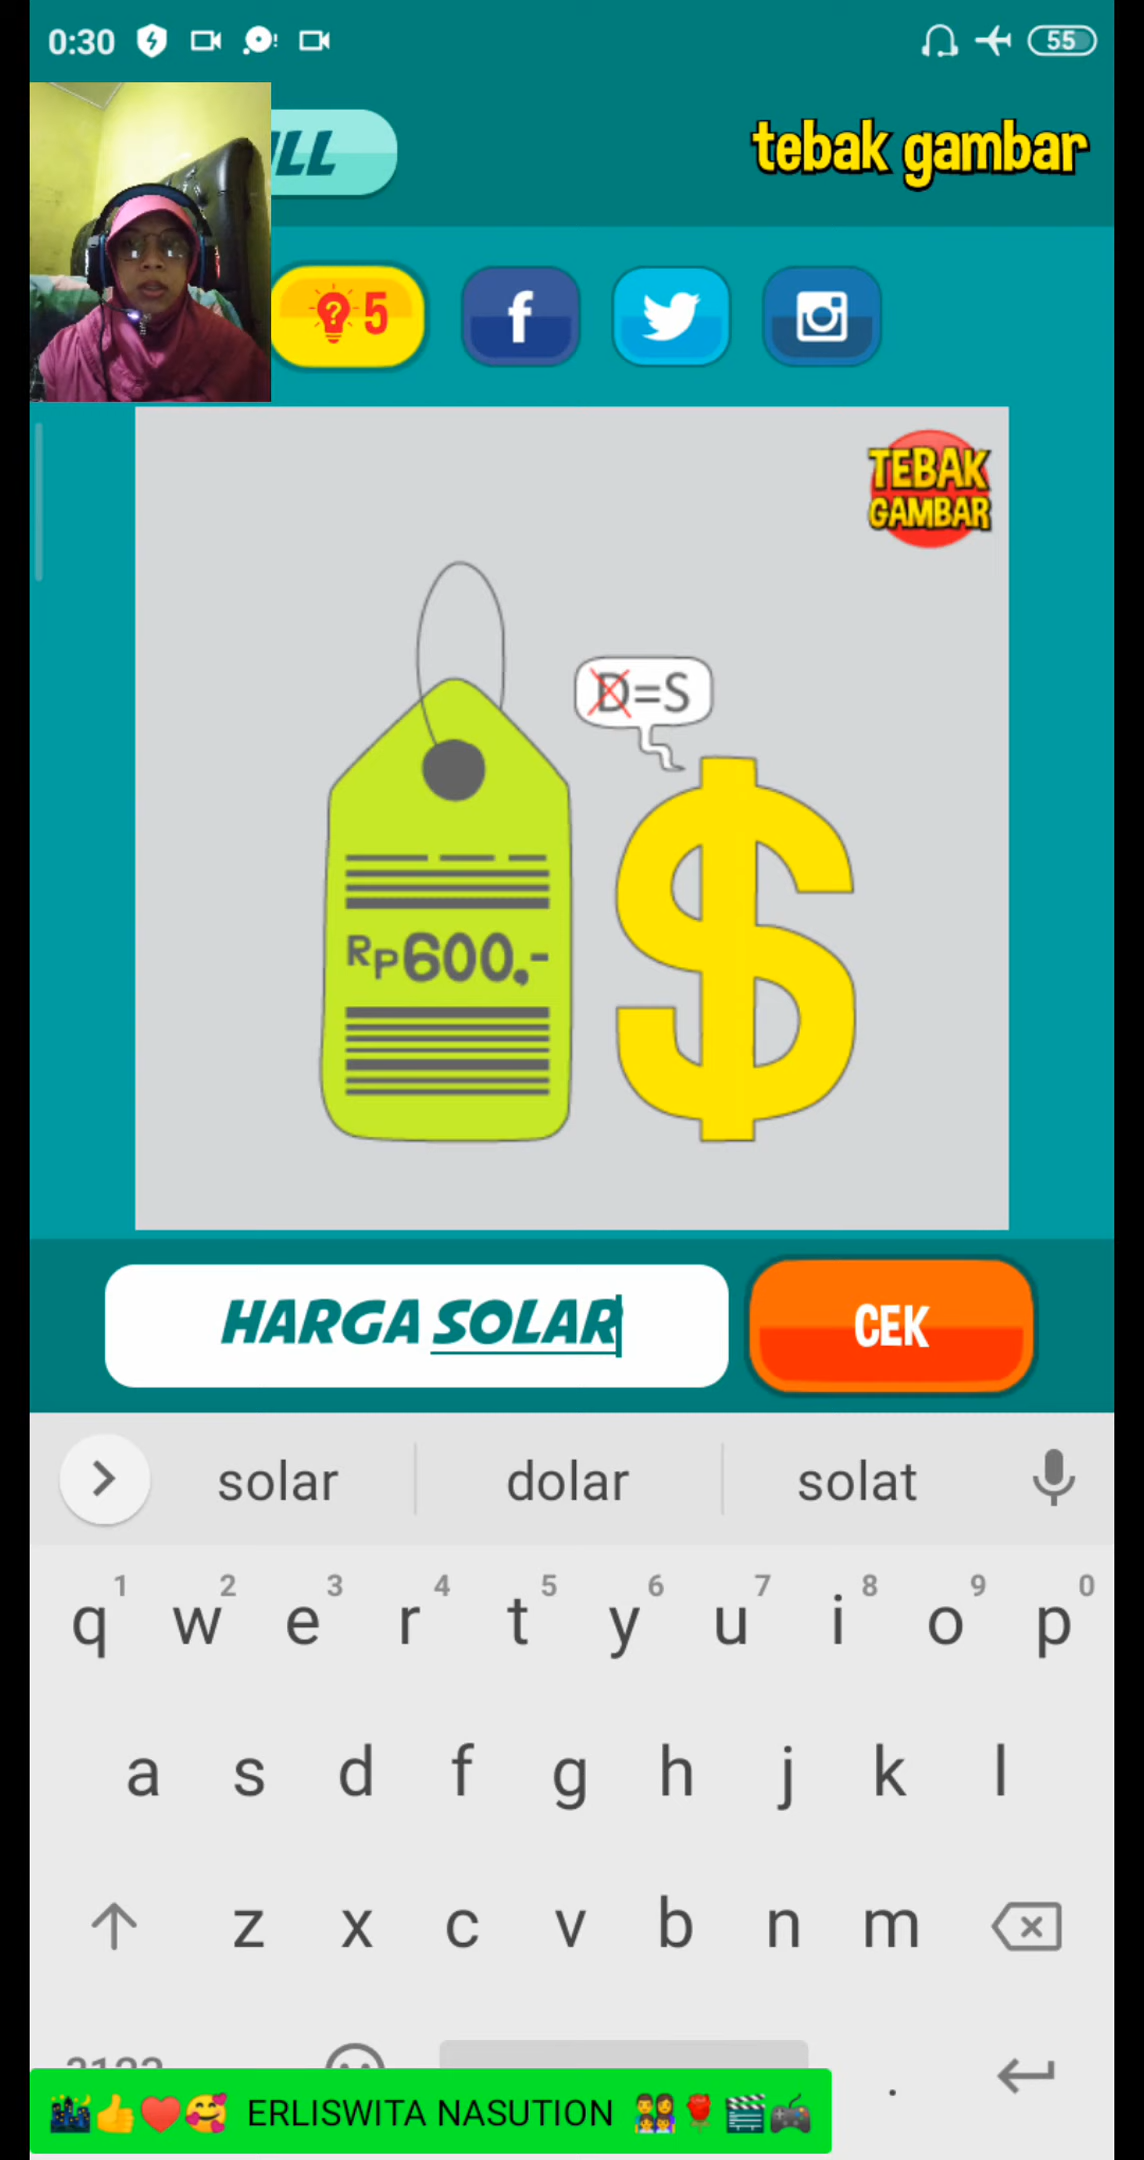 0:30
55
ILL
tebak gambar
5
f
TEBAK
GAMBAR
D=S
RP600,-
HARGA SOLAR
CEK
solar
dolar
solat
1 2 3 4 5 6 7 8 9 0
q w e r t y u i o p
a s d f g h j k l
z x c v b n m
.
ERLISWITA NASUTION